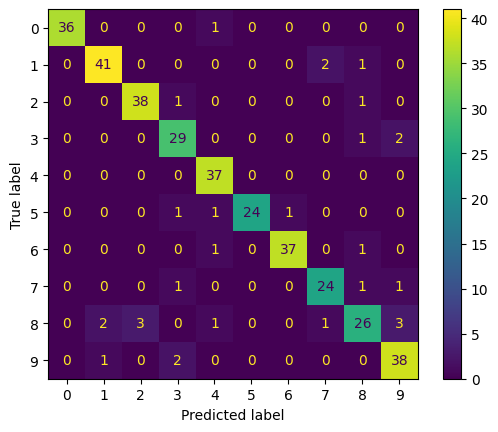 0 36 0 0 0 1 0 0 0 0 0
1 0 41 0 0 0 0 0 2 1 0
2 0 0 38 1 0 0 0 0 1 0
3 0 0 0 29 0 0 0 0 1 2
4 0 0 0 0 37 0 0 0 0 0
5 0 0 0 1 1 24 1 0 0 0
6 0 0 0 0 1 0 37 0 1 0
7 0 0 0 1 0 0 0 24 1 1
8 0 2 3 0 1 0 0 1 26 3
9 0 1 0 2 0 0 0 0 0 38
0 1 2 3 4 5 6 7 8 9
Predicted label
True label
40
35
30
25
20
15
10
5
0